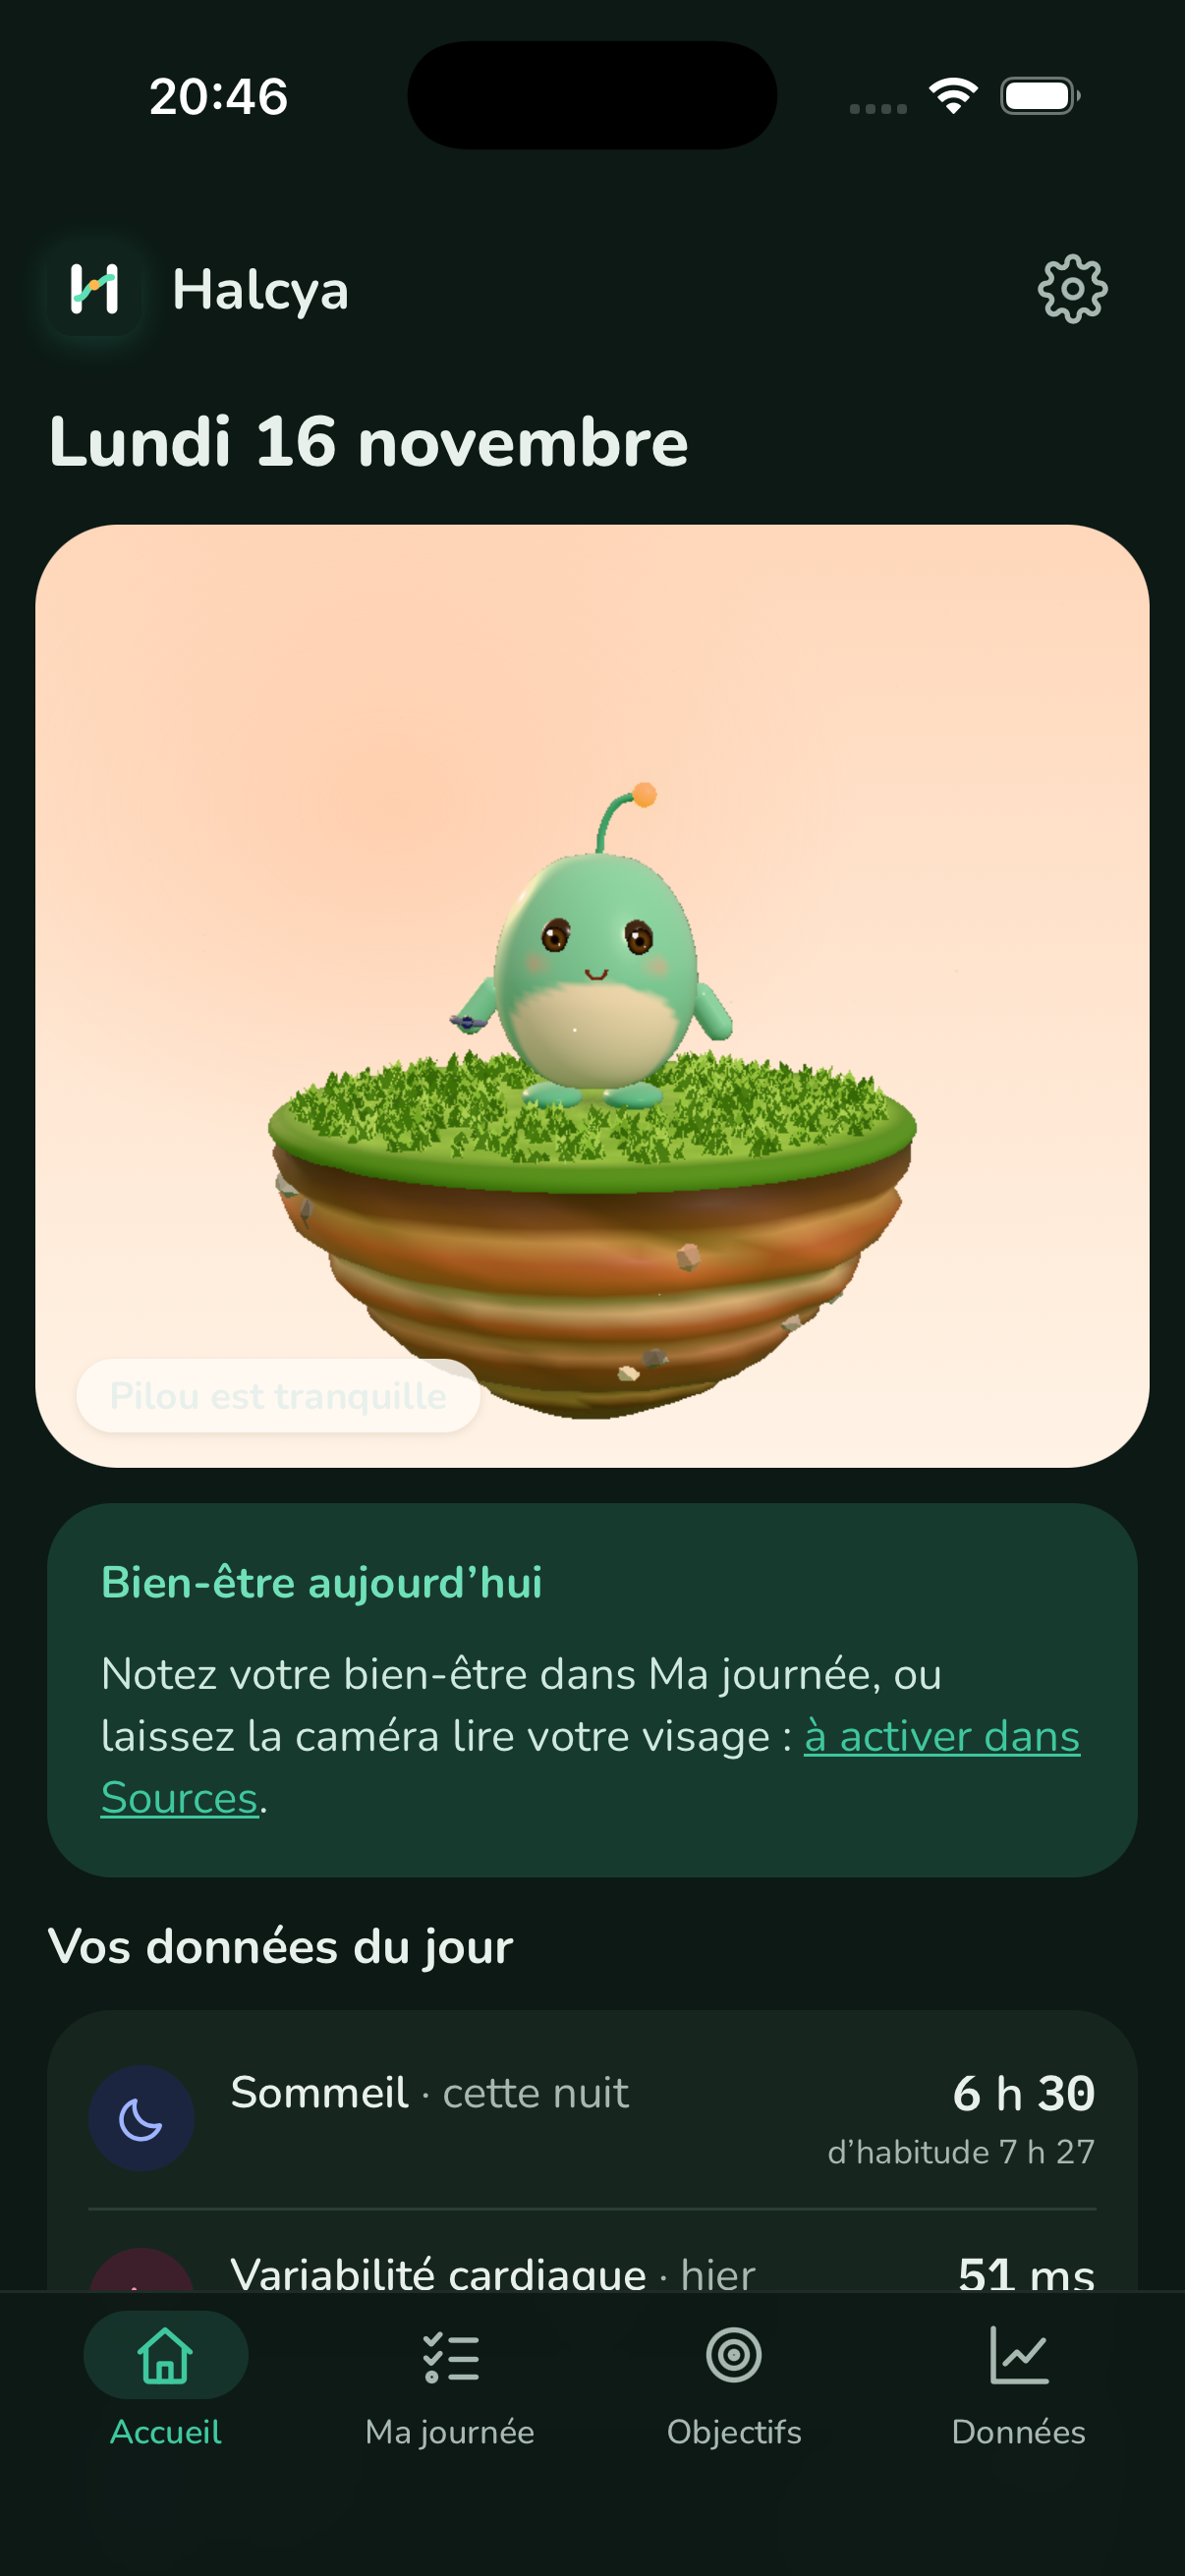 20:46
Halcya
Lundi 16 novembre
Pilou est tranquille
Bien-être aujourd’hui
Notez votre bien-être dans Ma journée, ou
laissez la caméra lire votre visage : à activer dans
Sources.
Vos données du jour
Sommeil · cette nuit
6 h 30
d’habitude 7 h 27
Variabilité cardiaque · hier
51 ms
Accueil
Ma journée
Objectifs
Données